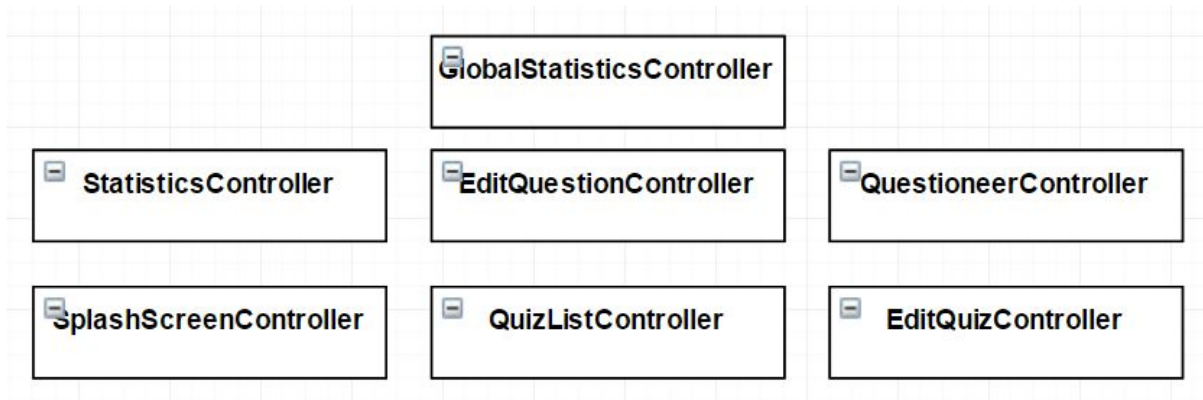 GlobalStatisticsController
StatisticsController
EditQuestionController
QuestioneerController
SplashScreenController
QuizListController
EditQuizController